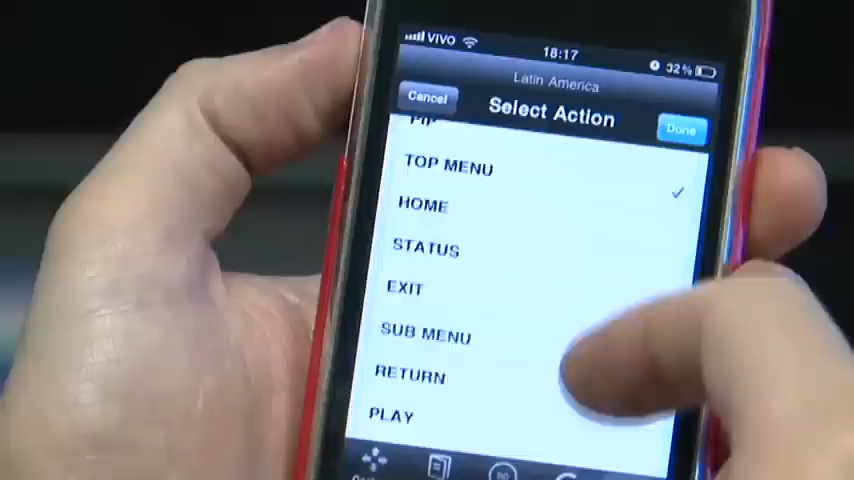 VIVO 18:17 32%
Latin America
Cancel Select Action Done
PIP
TOP MENU
HOME
STATUS
EXIT
SUB MENU
RETURN
PLAY